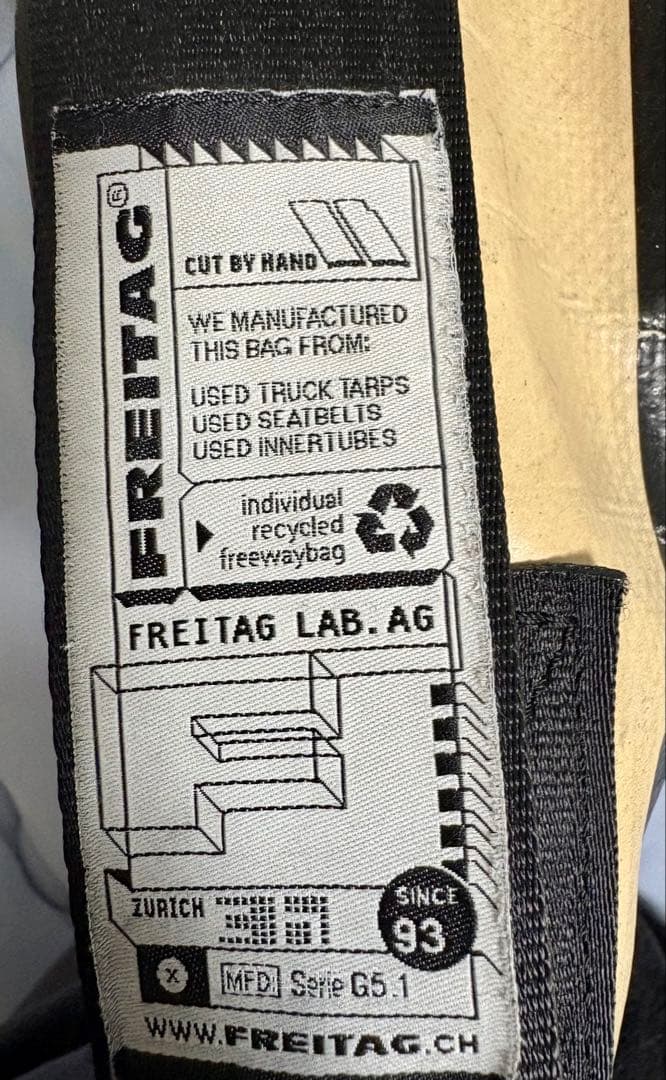 FREITAG®
CUT BY HAND
WE MANUFACTURED
THIS BAG FROM:
USED TRUCK TARPS
USED SEATBELTS
USED INNERTUBES
individual
recycled
freewaybag
FREITAG LAB.AG
ZURICH
SINCE
93
X
MFD Serie G5.1
WWW.FREITAG.CH